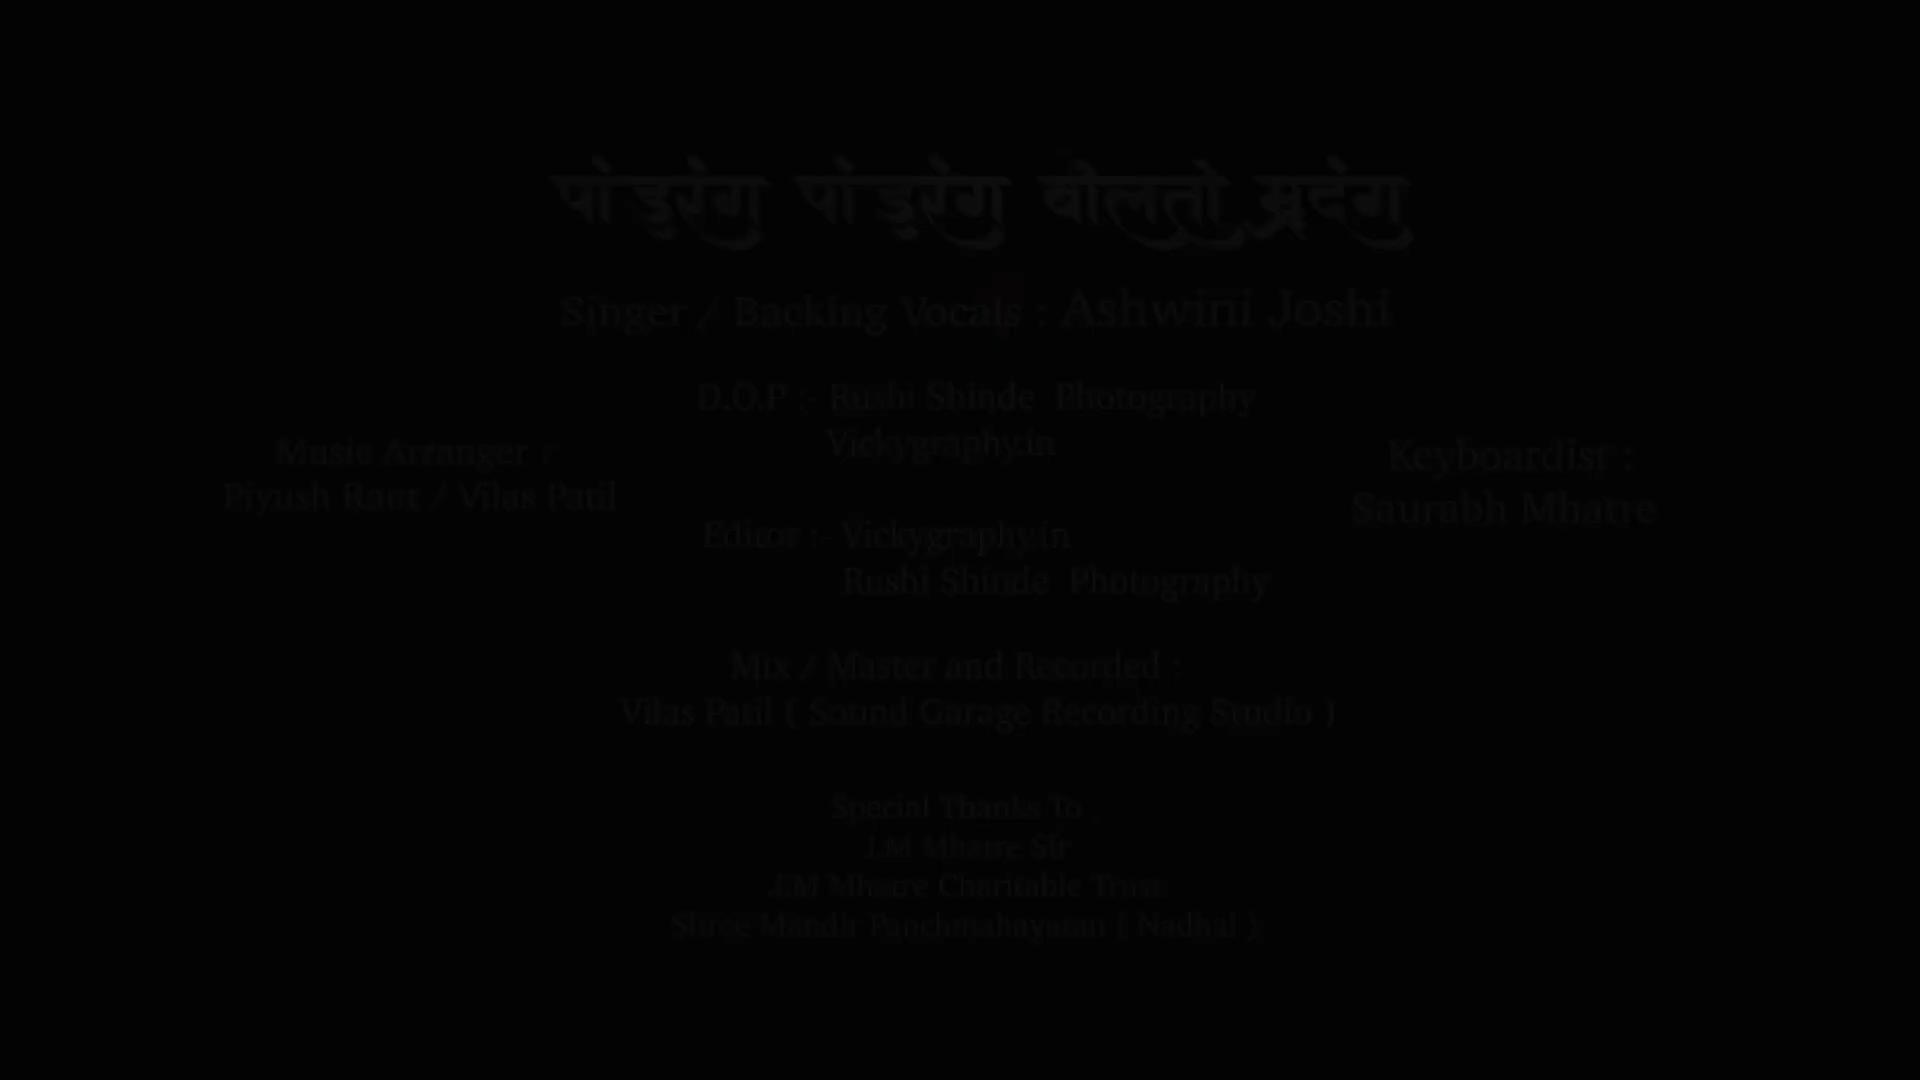 पांडुरंग पांडुरंग बोलतो म्रदंग
Singer / Backing Vocals : Ashwini Joshi
D.O.P :- Rushi Shinde Photography
Vickygraphy.in
Music Arranger :
Piyush Raut / Vilas Patil
Keyboardist :
Saurabh Mhatre
Editor :- Vickygraphy.in
Rushi Shinde Photography
Mix / Master and Recorded :
Vilas Patil ( Sound Garage Recording Studio )
Special Thanks To
J.M Mhatre Sir
J.M Mhatre Charitable Trust
Shree Mandir Panchmahayatan ( Nadhal )